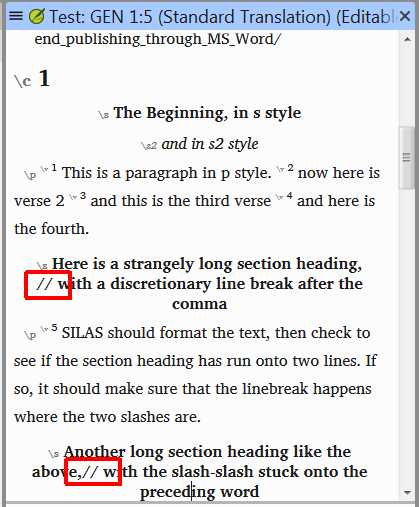 Test: GEN 1:5 (Standard Translation) (Editabl
end_publishing_through_MS_Word/
\c 1
\s The Beginning, in s style
\s2 and in s2 style
\p \v 1 This is a paragraph in p style. \v 2 now here is
verse 2 \v 3 and this is the third verse \v 4 and here is
the fourth.
\s Here is a strangely long section heading,
// with a discretionary line break after the
comma
\p \v 5 SILAS should format the text, then check to
see if the section heading has run onto two lines. If
so, it should make sure that the linebreak happens
where the two slashes are.
\s Another long section heading like the
above,// with the slash-slash stuck onto the
preceding word